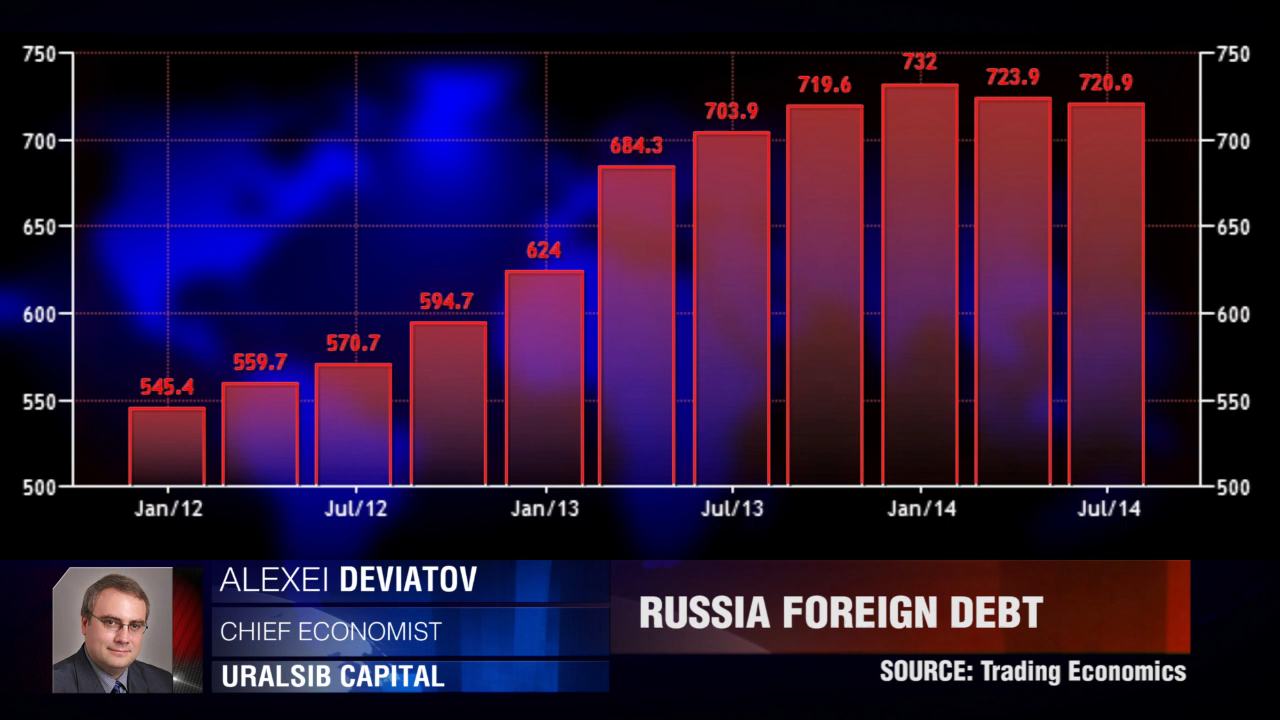 750 750
732
723.9
720.9
719.6
703.9
700 700
684.3
650 650
624
600 600
594.7
570.7
559.7
550 550
545.4
500 500
Jan/12 Jul/12 Jan/13 Jul/13 Jan/14 Jul/14
ALEXEI DEVIATOV
CHIEF ECONOMIST
URALSIB CAPITAL
RUSSIA FOREIGN DEBT
SOURCE: Trading Economics